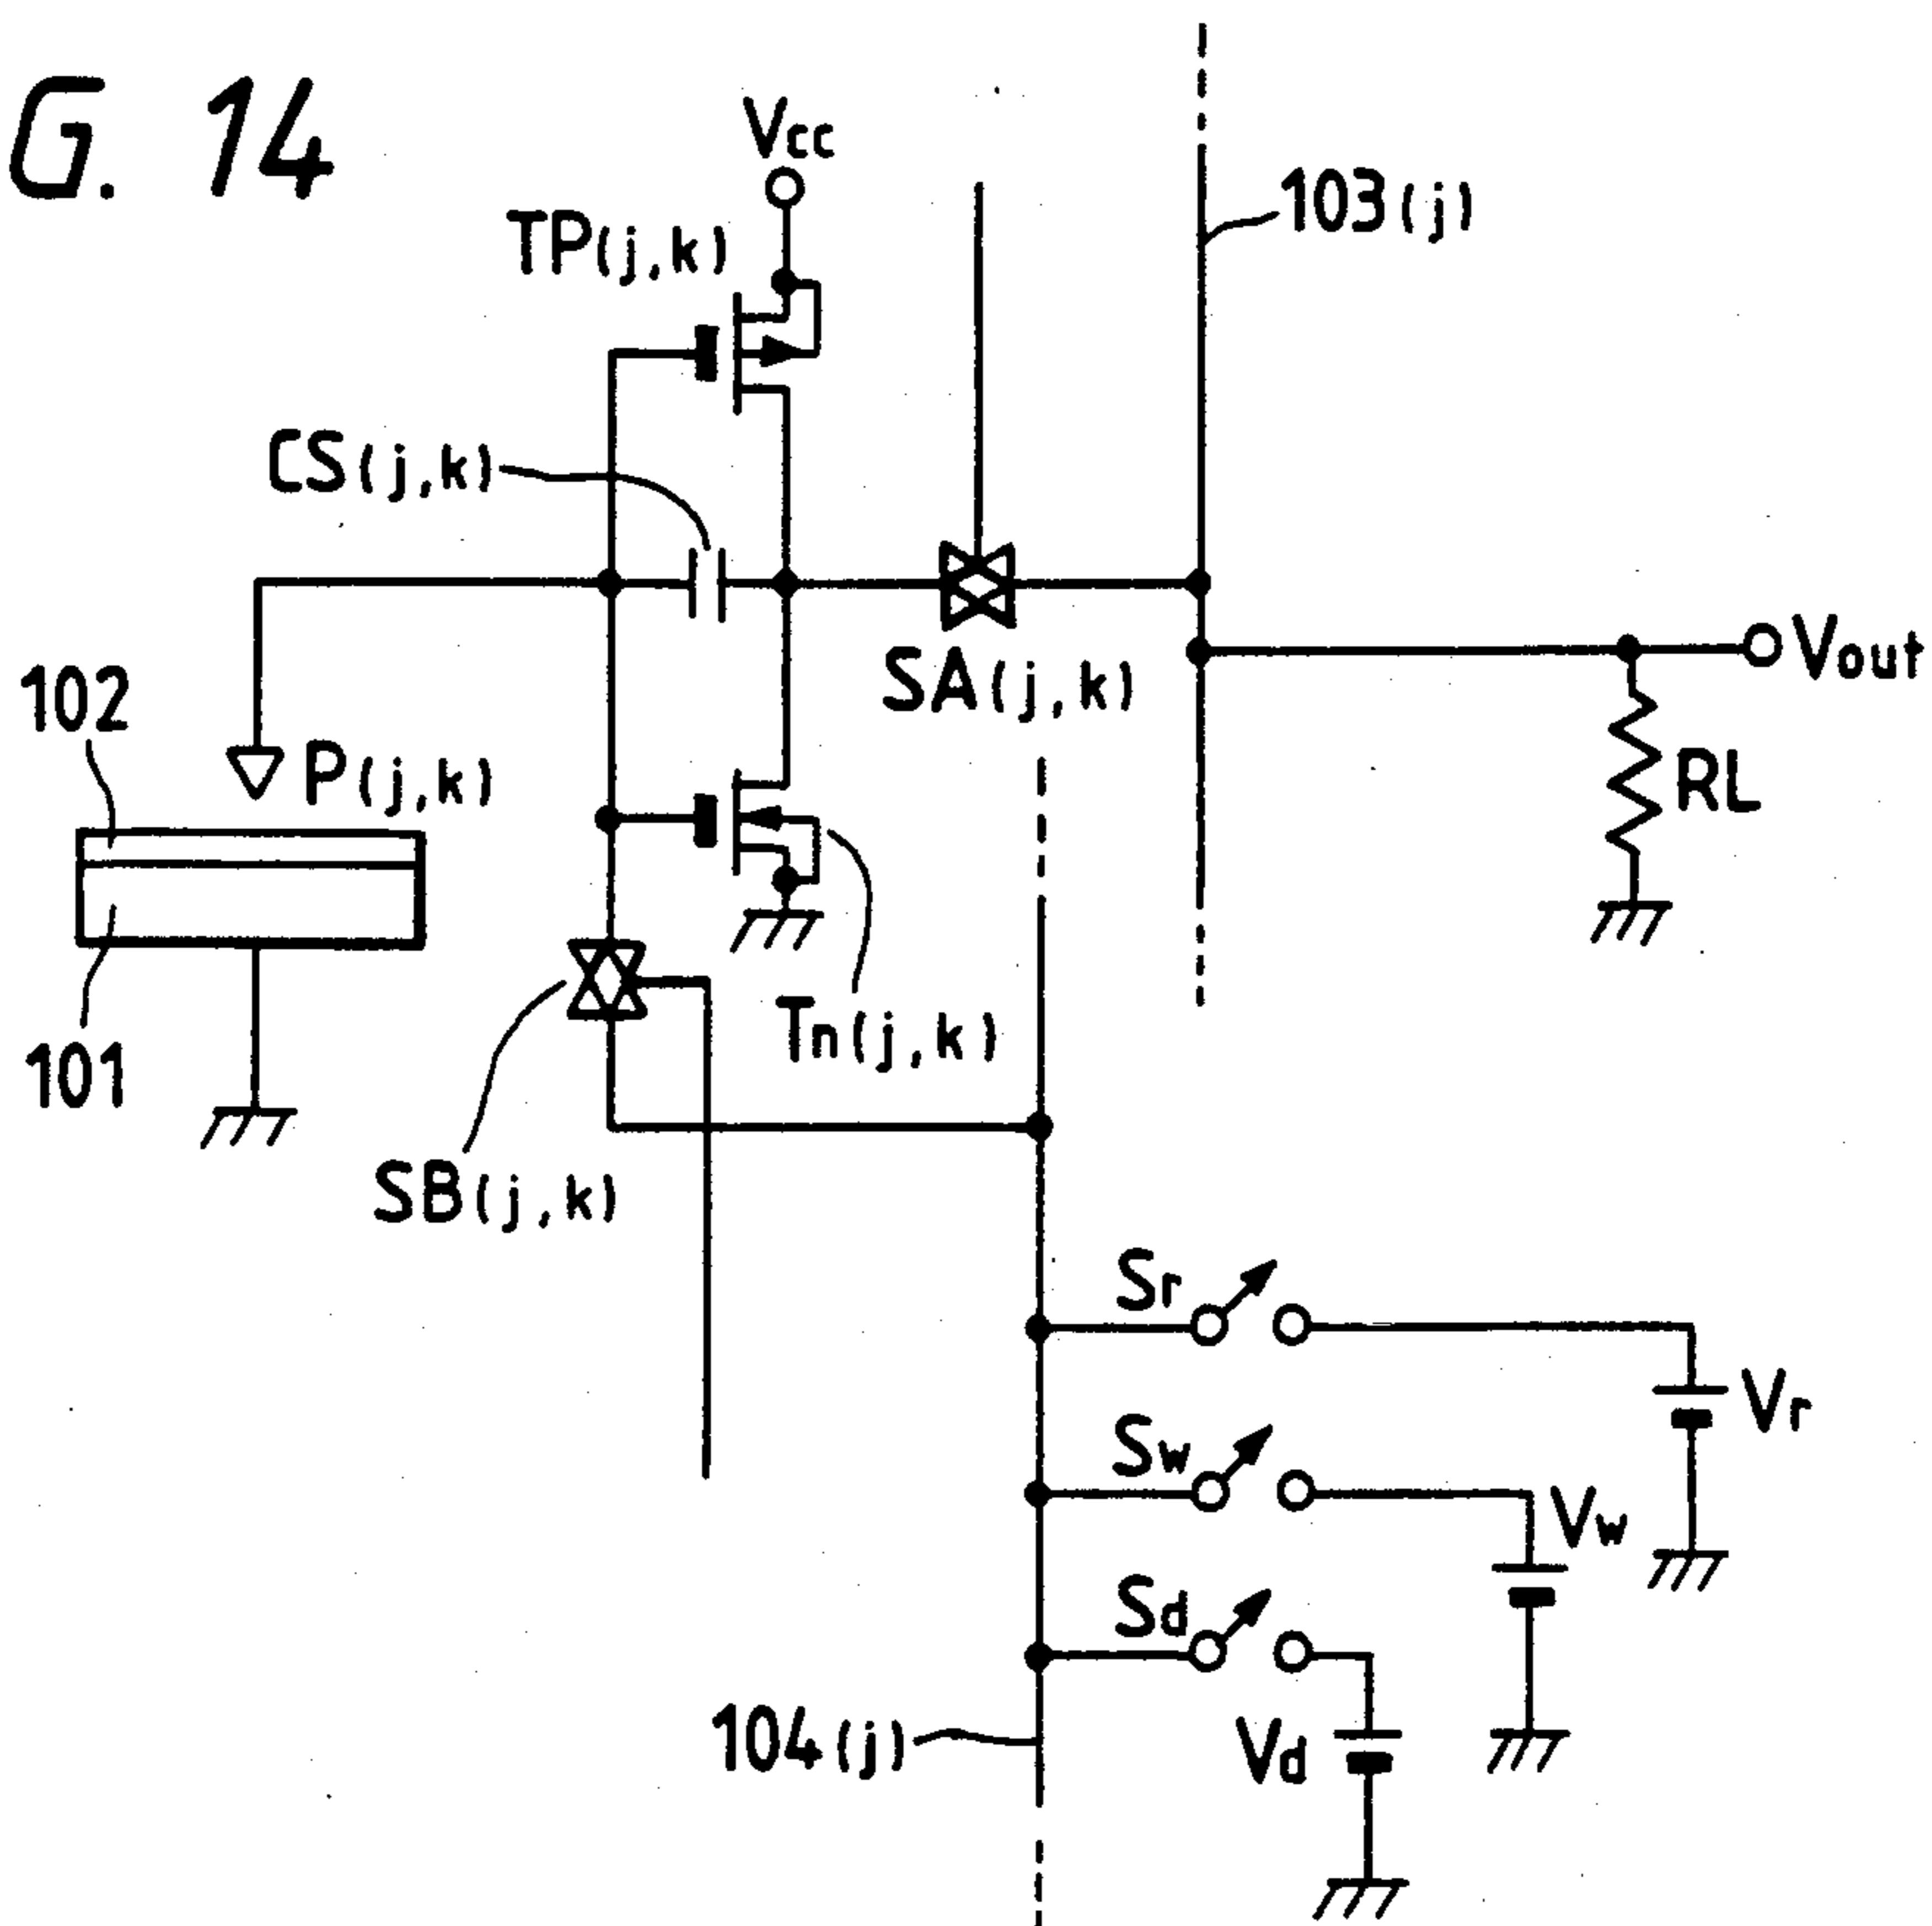 G. 14
Vcc
103(j)
TP(j,k)
CS(j,k)
Vout
SA(j,k)
102
P(j,k)
RL
Tn(j,k)
101
SB(j,k)
Sr
Vr
Sw
Vw
Sd
104(j)
Vd